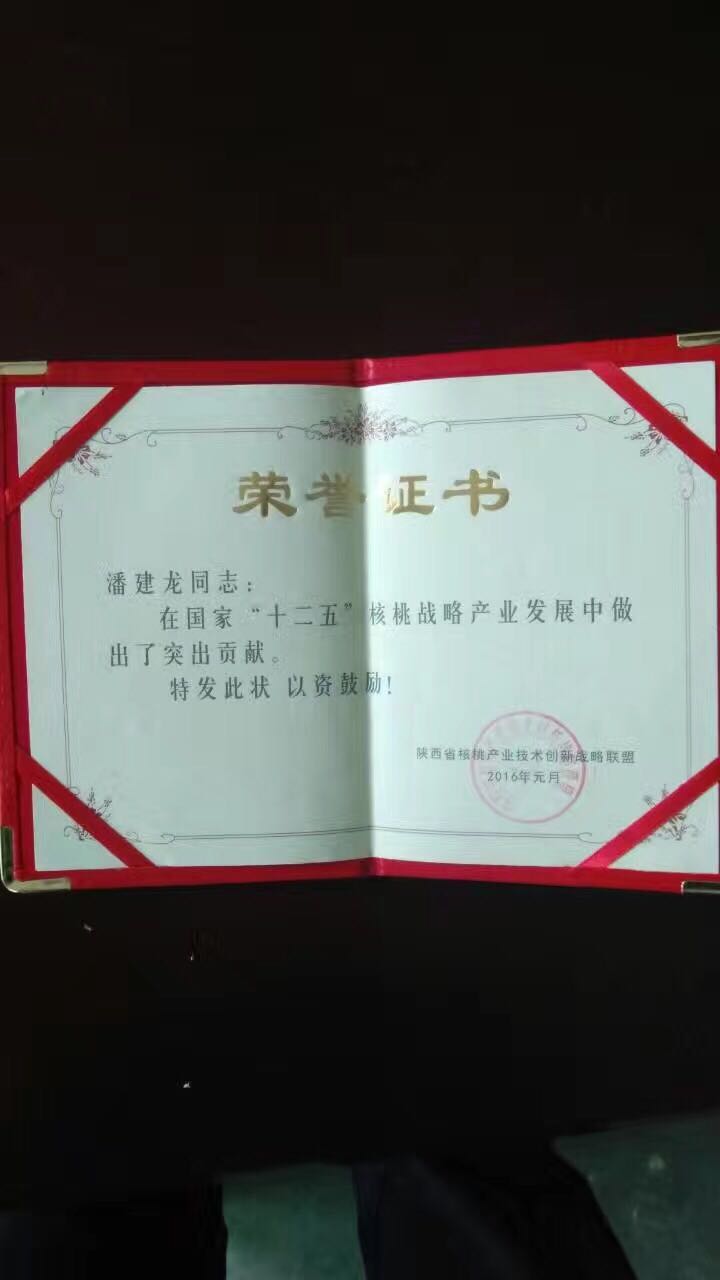 荣誉证书
潘建龙同志：
在国家“十二五”核桃战略产业发展中做
出了突出贡献。
特发此状 以资鼓励！
陕西省核桃产业技术创新战略联盟
2016年元月